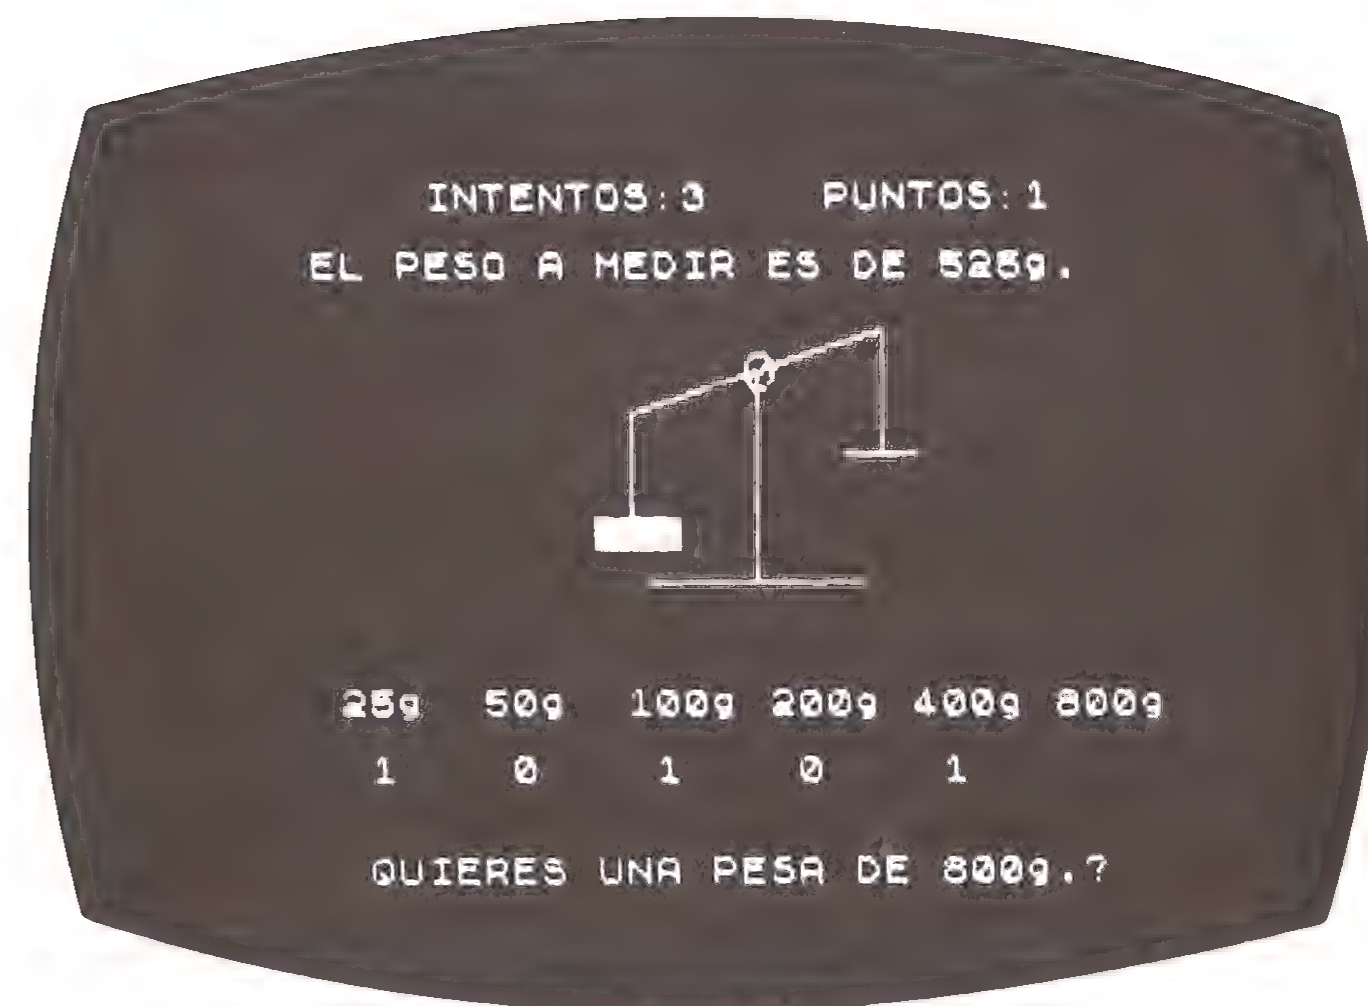 INTENTOS:3 PUNTOS:1
EL PESO A MEDIR ES DE 525g.
25g 50g 100g 200g 400g 800g
1 0 1 0 1
QUIERES UNA PESA DE 800g.?